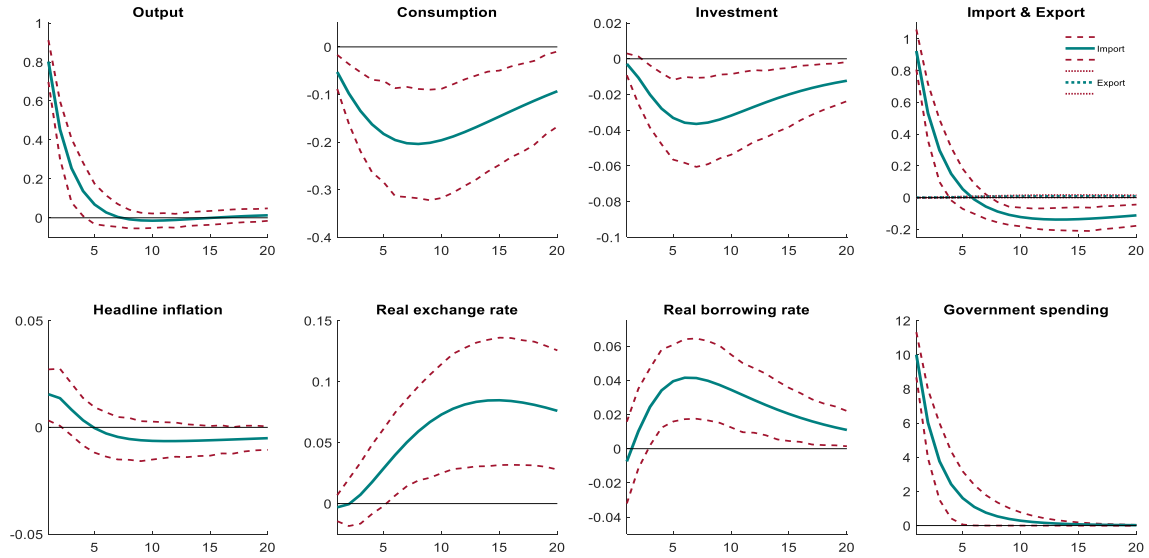 Output
1
0.8
0.6
0.4
0.2
0
5 10 15 20
Consumption
0
-0.1
-0.2
-0.3
-0.4
5 10 15 20
Investment
0.02
0
-0.02
-0.04
-0.06
-0.08
-0.1
5 10 15 20
Import & Export
1
0.8
0.6
0.4
0.2
0
-0.2
5 10 15 20
Import
Export
Headline inflation
0.05
0
-0.05
5 10 15 20
Real exchange rate
0.15
0.1
0.05
0
5 10 15 20
Real borrowing rate
0.06
0.04
0.02
0
-0.02
-0.04
5 10 15 20
Government spending
12
10
8
6
4
2
0
5 10 15 20